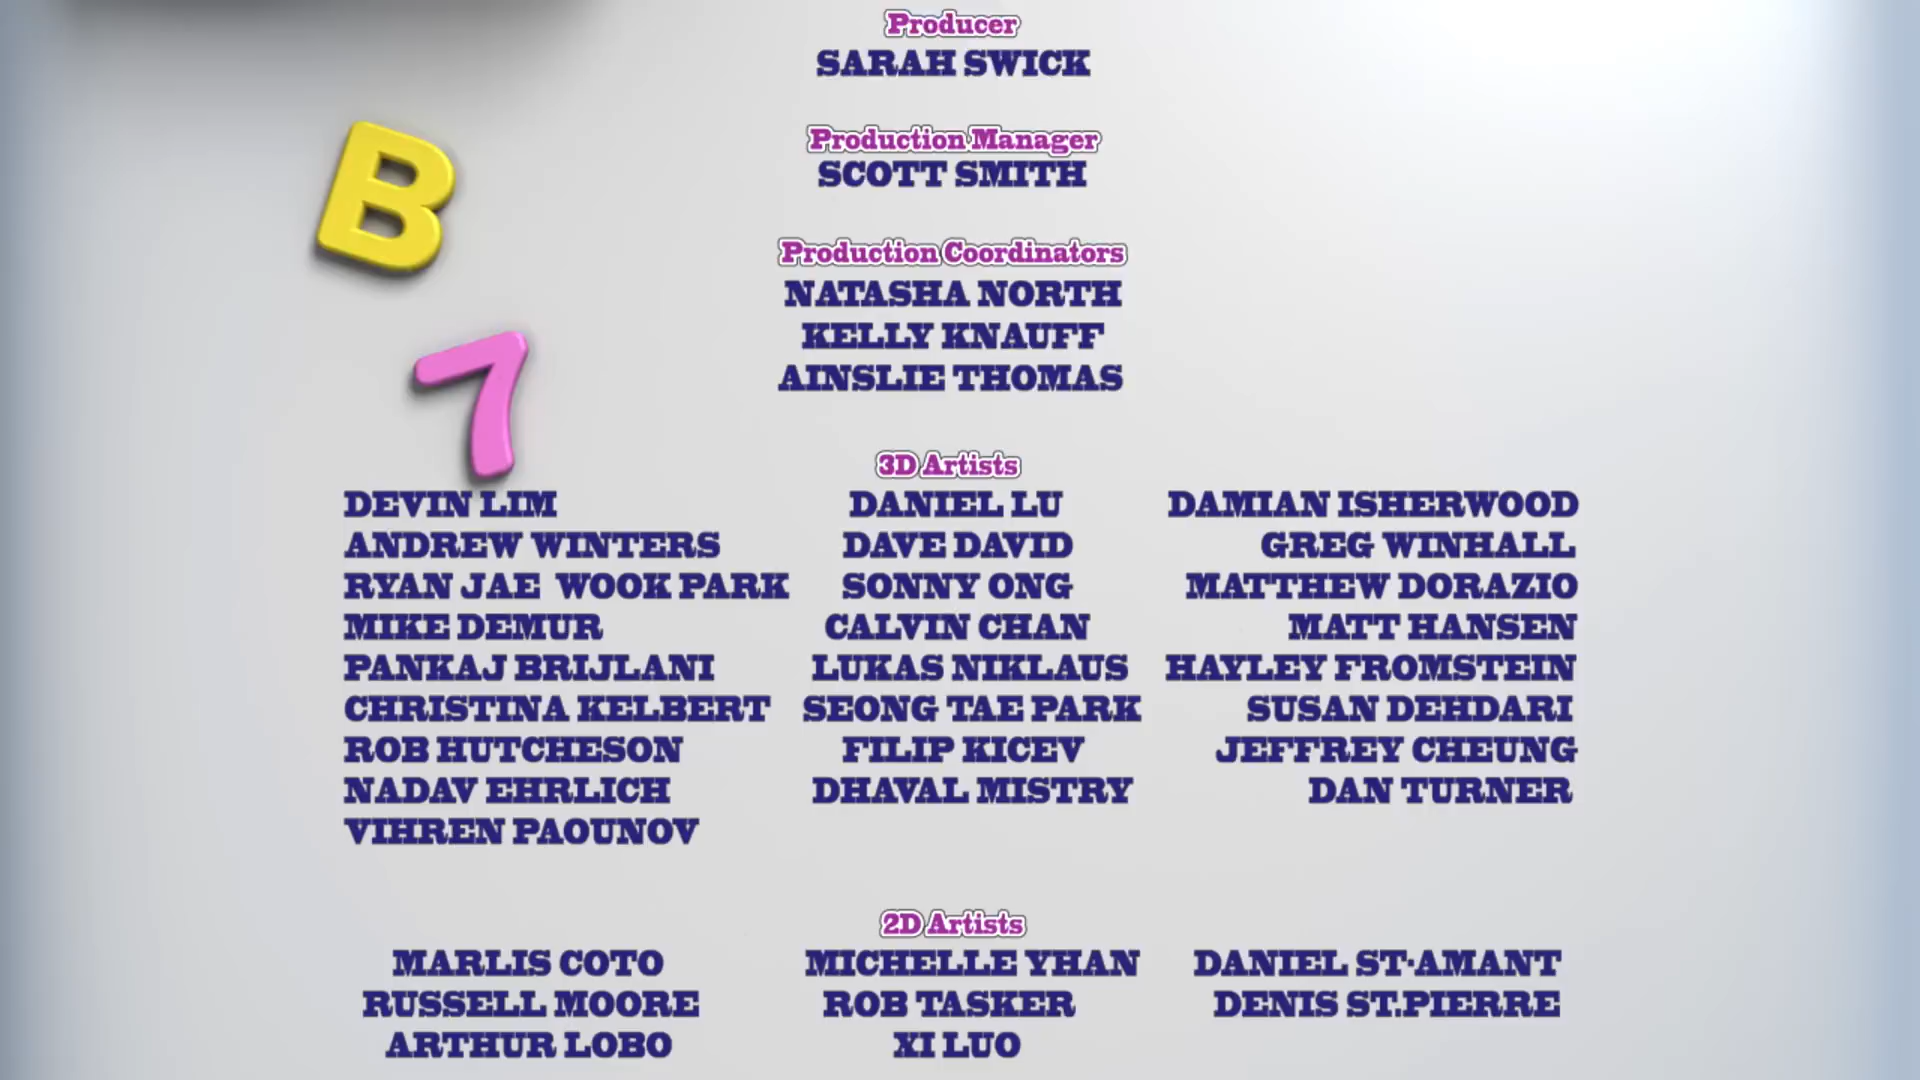 Producer
SARAH SWICK
B
Production Manager
SCOTT SMITH
Production Coordinators
NATASHA NORTH
KELLY KNAUFF
AINSLIE THOMAS
7
3D Artists
DEVIN LIM DANIEL LU DAMIAN ISHERWOOD
ANDREW WINTERS DAVE DAVID GREG WINHALL
RYAN JAE WOOK PARK SONNY ONG MATTHEW DORAZIO
MIKE DEMUR CALVIN CHAN MATT HANSEN
PANKAJ BRIJLANI LUKAS NIKLAUS HAYLEY FROMSTEIN
CHRISTINA KELBERT SEONG TAE PARK SUSAN DEHDARI
ROB HUTCHESON FILIP KICEV JEFFREY CHEUNG
NADAV EHRLICH DHAVAL MISTRY DAN TURNER
VIHREN PAOUNOV
2D Artists
MARLIS COTO MICHELLE YHAN DANIEL ST·AMANT
RUSSELL MOORE ROB TASKER DENIS ST.PIERRE
ARTHUR LOBO XI LUO